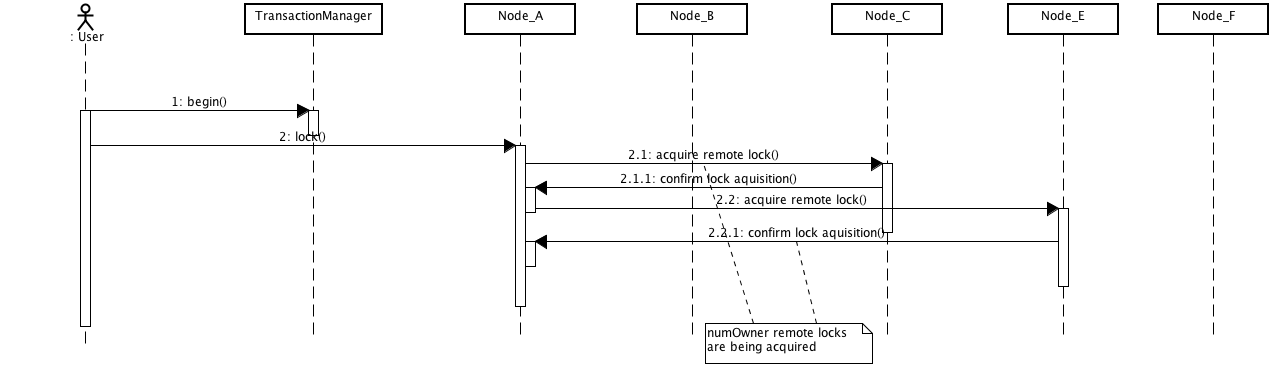 : User
TransactionManager
Node_A
Node_B
Node_C
Node_E
Node_F
1: begin()
2: lock()
2.1: acquire remote lock()
2.1.1: confirm lock aquisition()
2.2: acquire remote lock()
2.2.1: confirm lock aquisition()
numOwner remote locks
are being acquired